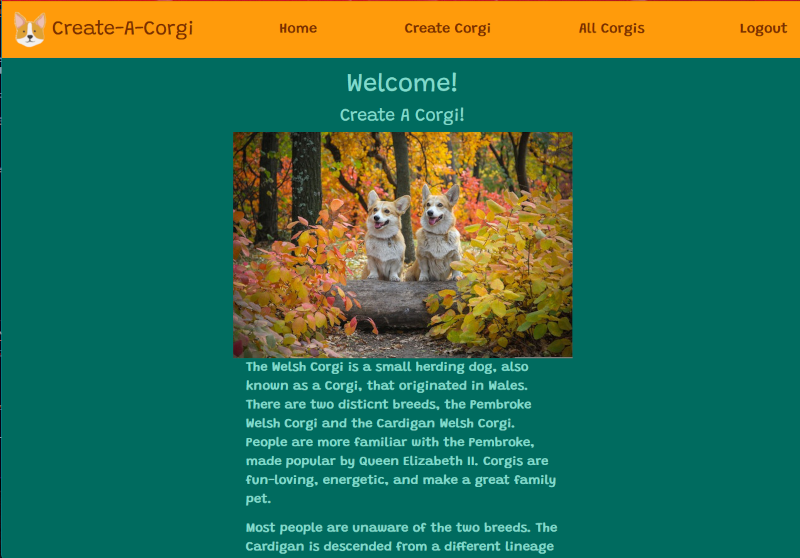 Create-A-Corgi
Home
Create Corgi
All Corgis
Logout
Welcome!
Create A Corgi!
The Welsh Corgi is a small herding dog, also
known as a Corgi, that originated in Wales.
There are two disticnt breeds, the Pembroke
Welsh Corgi and the Cardigan Welsh Corgi.
People are more familiar with the Pembroke,
made popular by Queen Elizabeth II. Corgis are
fun-loving, energetic, and make a great family
pet.
Most people are unaware of the two breeds. The
Cardigan is descended from a different lineage